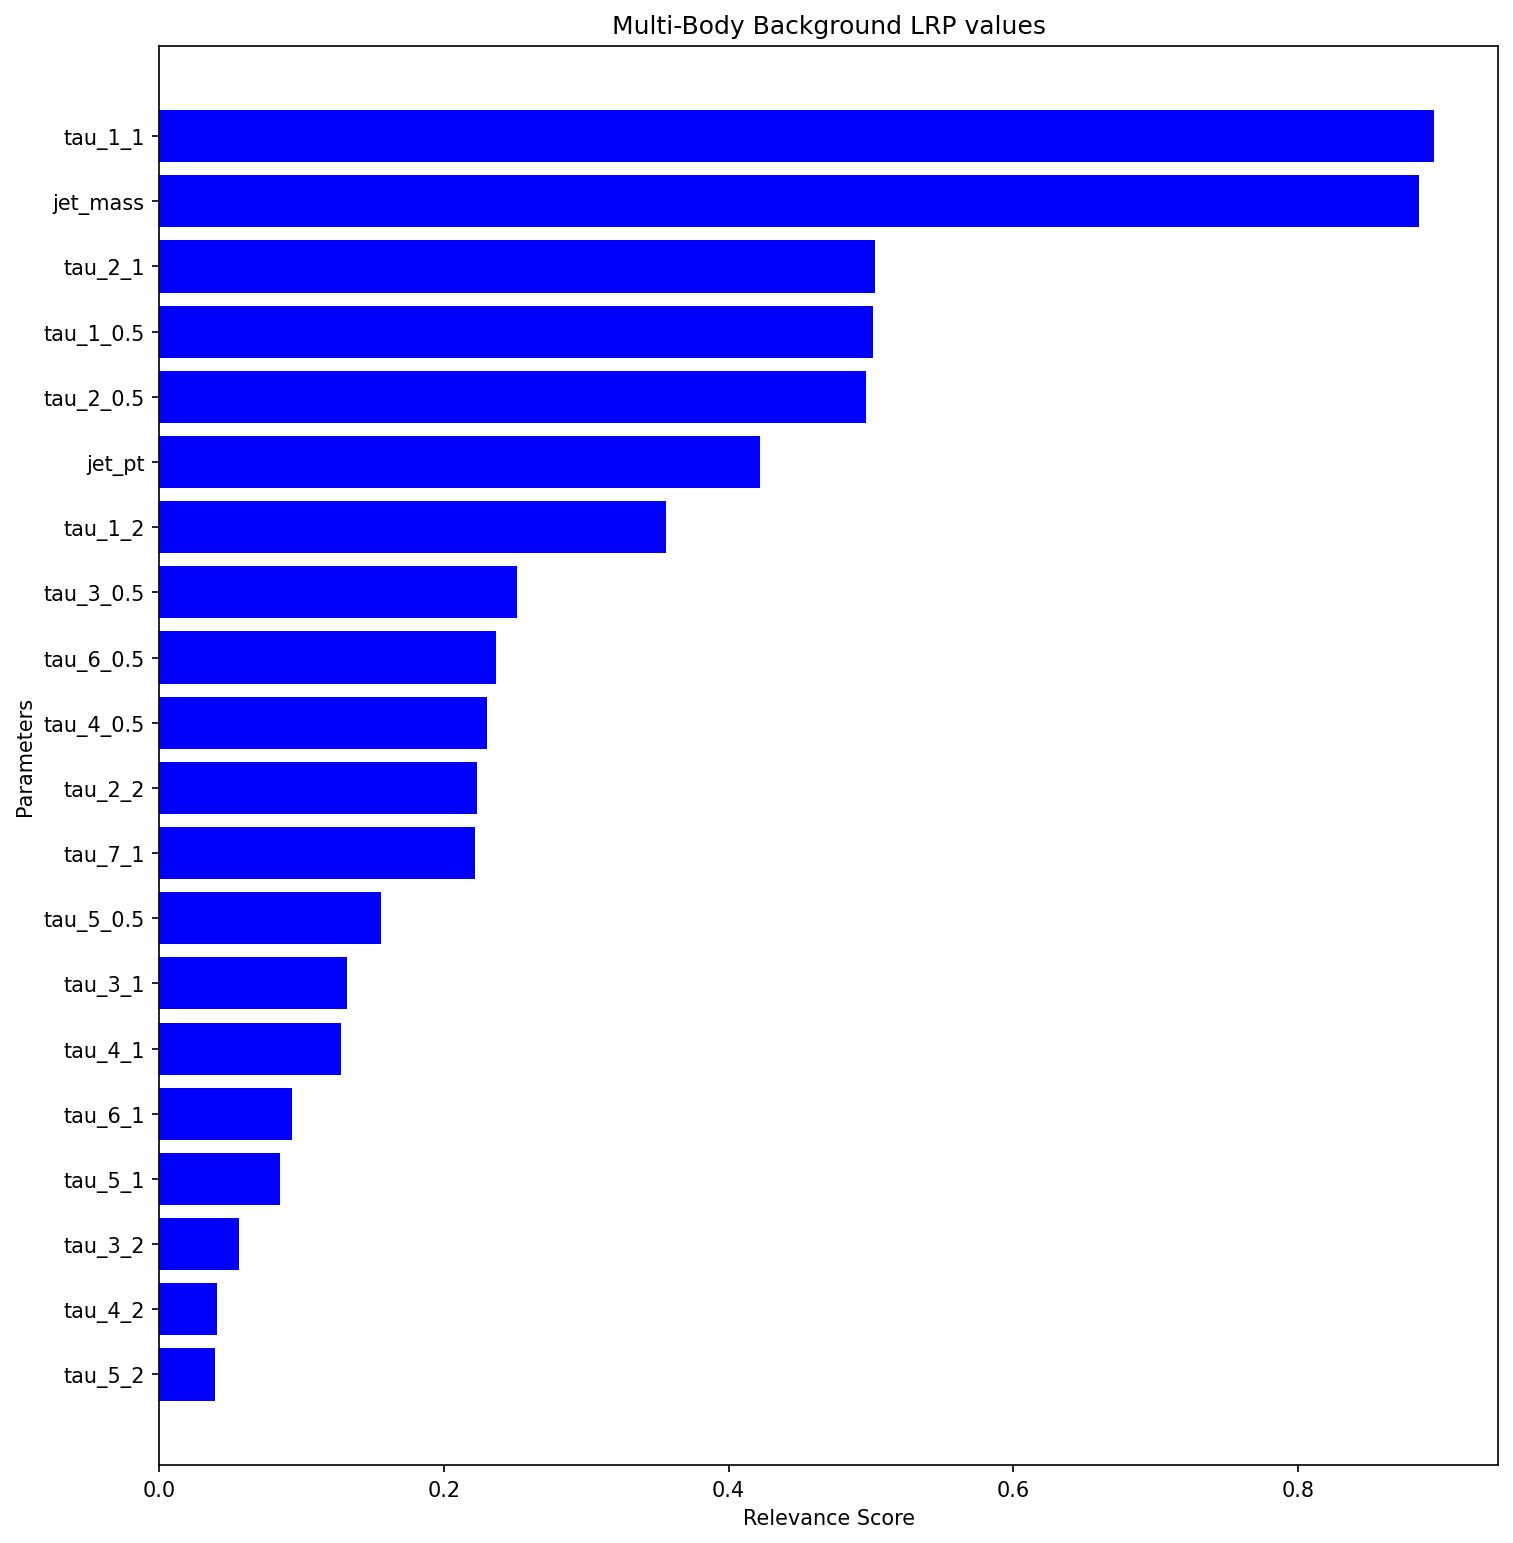 Multi-Body Background LRP values
tau_1_1
jet_mass
tau_2_1
tau_1_0.5
tau_2_0.5
jet_pt
tau_1_2
tau_3_0.5
tau_6_0.5
tau_4_0.5
tau_2_2
tau_7_1
tau_5_0.5
tau_3_1
tau_4_1
tau_6_1
tau_5_1
tau_3_2
tau_4_2
tau_5_2
Parameters
0.0 0.2 0.4 0.6 0.8
Relevance Score